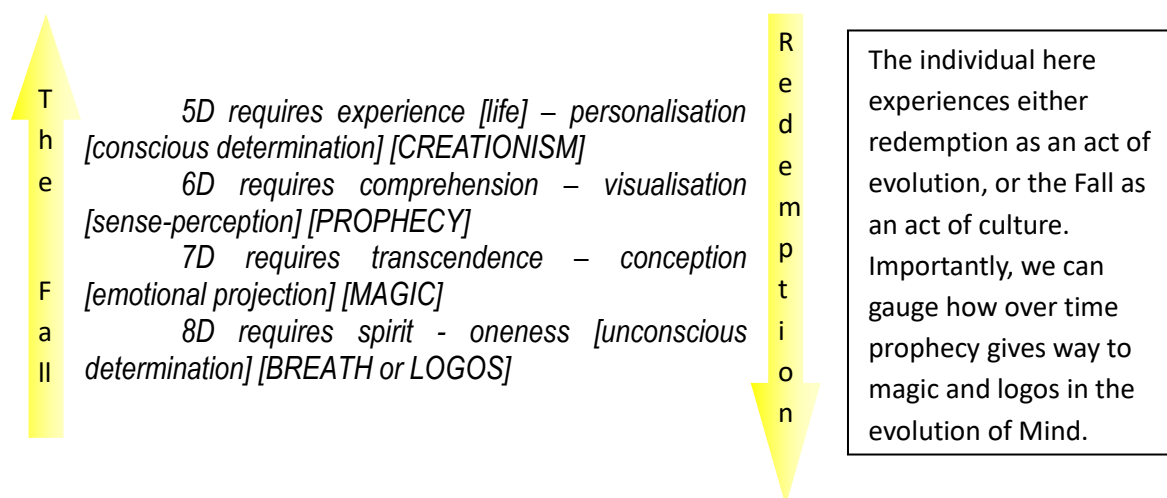 The Fall
5D requires experience [life] – personalisation
[conscious determination] [CREATIONISM]
6D requires comprehension – visualisation
[sense-perception] [PROPHECY]
7D requires transcendence – conception
[emotional projection] [MAGIC]
8D requires spirit - oneness [unconscious
determination] [BREATH or LOGOS]
Redemption
The individual here
experiences either
redemption as an act of
evolution, or the Fall as
an act of culture.
Importantly, we can
gauge how over time
prophecy gives way to
magic and logos in the
evolution of Mind.